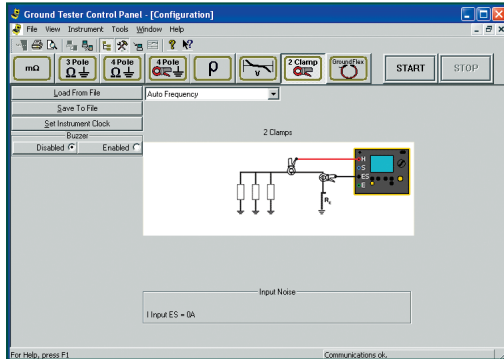 Ground Tester Control Panel - [Configuration]
File View Instrument Tools Window Help
mΩ
3 Pole
Ω
4 Pole
Ω
4 Pole
ρ
V
2 Clamp
GroundFlex
START
STOP
Load From File
Save To File
Set Instrument Clock
Buzzer
Disabled Enabled
Auto Frequency
2 Clamps
H
S
ES
E
Input Noise
I Input ES = 0A
For Help, press F1
Communications ok.